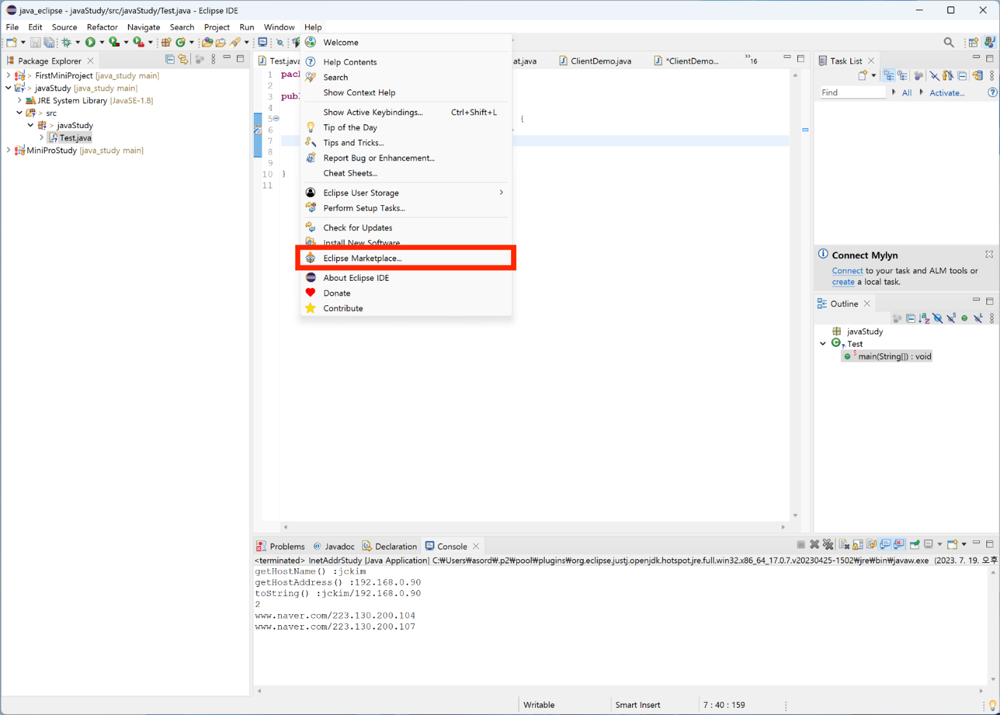 java_eclipse - javaStudy/src/javaStudy/Test.java - Eclipse IDE
File Edit Source Refactor Navigate Search Project Run Window Help
Package Explorer
> FirstMiniProject [java_study main]
> javaStudy [java_study main]
JRE System Library [JavaSE-1.8]
> src
> javaStudy
Test.java
MiniProStudy [java_study main]
Test.java
at.java
ClientDemo.java
*ClientDemo...
»16
1 pack
2
3 publ
4
5 {
6
7
8
9
10 }
11
Welcome
Help Contents
Search
Show Context Help
Show Active Keybindings... Ctrl+Shift+L
Tip of the Day
Tips and Tricks...
Report Bug or Enhancement...
Cheat Sheets...
Eclipse User Storage
Perform Setup Tasks...
Check for Updates
Install New Software
Eclipse Marketplace...
About Eclipse IDE
Donate
Contribute
Task List
Find All Activate...
Connect Mylyn
Connect to your task and ALM tools or
create a local task.
Outline
javaStudy
Test
main(String[]) : void
Problems @ Javadoc Declaration Console
<terminated> InetAddrStudy [Java Application] C:₩Users₩asord₩.p2₩pool₩plugins₩org.eclipse.justj.openjdk.hotspot.jre.full.win32.x86_64_17.0.7.v20230425-1502₩jre₩bin₩javaw.exe (2023. 7. 19. 오후
getHostName() :jckim
getHostAddress() :192.168.0.90
toString() :jckim/192.168.0.90
2
www.naver.com/223.130.200.104
www.naver.com/223.130.200.107
Writable Smart Insert 7 : 40 : 159